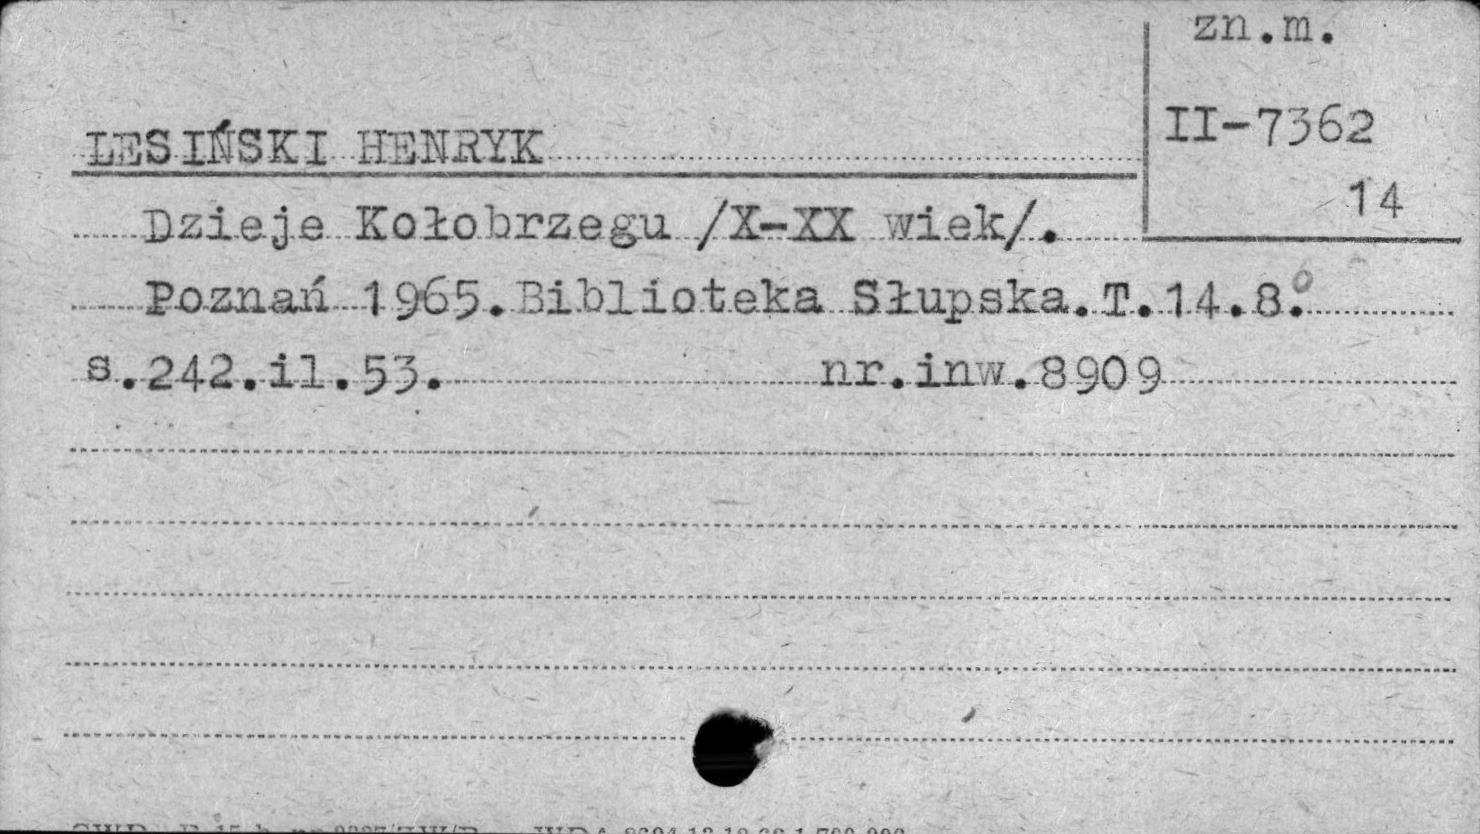 zn.m.
II-7362
14
LESIŃSKI HENRYK
Dzieje Kołobrzegu /X-XX wiek/.
Poznań 1965.Biblioteka Słupska.T.14.8.°
s.242.il.53. nr.inw.8909